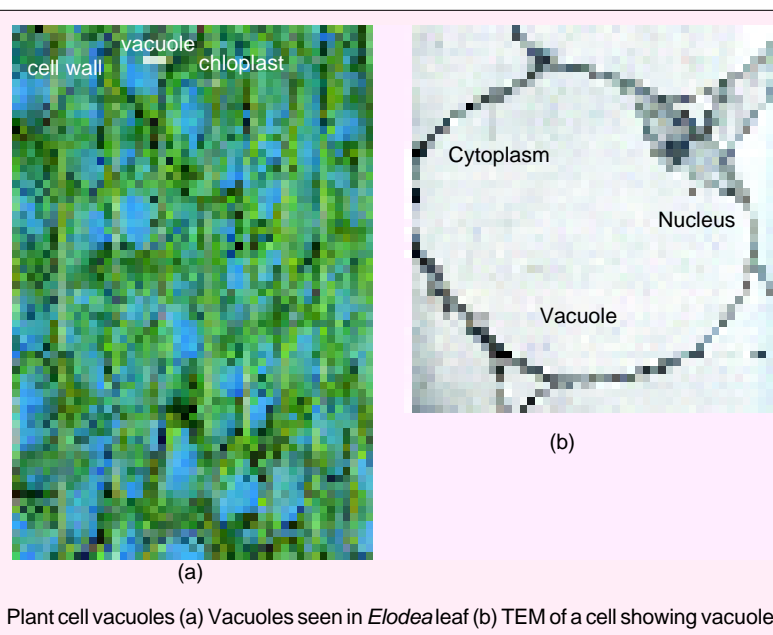 vacuole
cell wall
chloplast
Cytoplasm
Nucleus
Vacuole
(b)
(a)
Plant cell vacuoles (a) Vacuoles seen in Elodea leaf (b) TEM of a cell showing vacuole